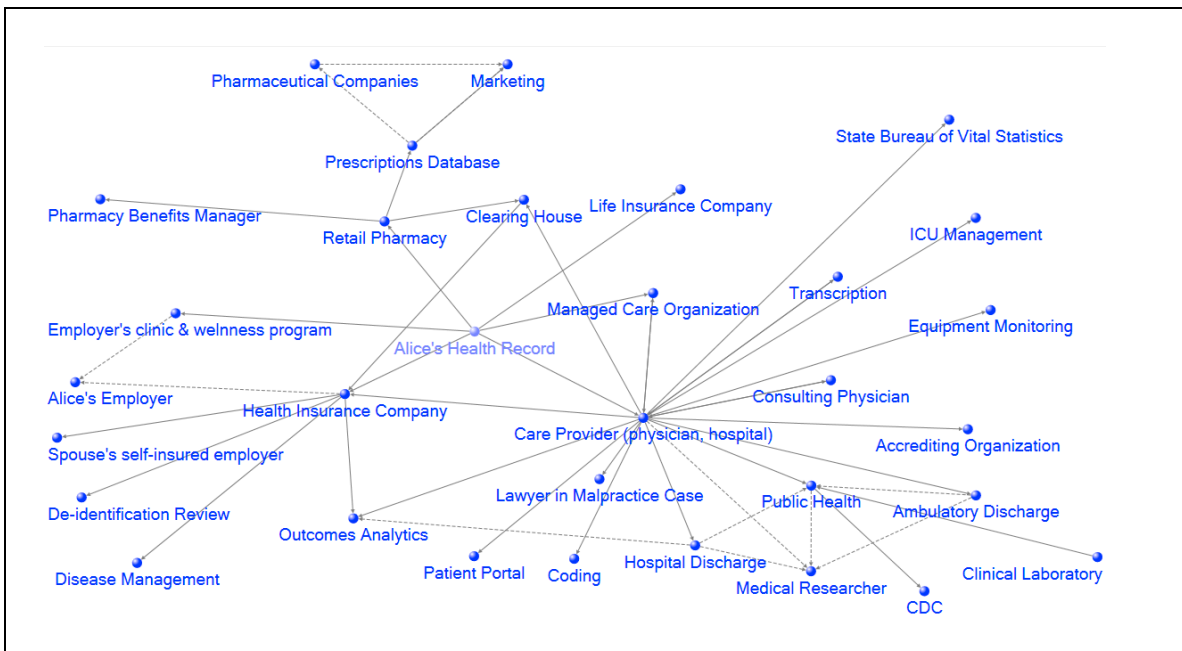 Pharmaceutical Companies
Marketing
State Bureau of Vital Statistics
Prescriptions Database
Life Insurance Company
Pharmacy Benefits Manager
Clearing House
Retail Pharmacy
ICU Management
Transcription
Managed Care Organization
Employer's clinic & welnness program
Equipment Monitoring
Alice's Health Record
Alice's Employer
Consulting Physician
Health Insurance Company
Care Provider (physician, hospital)
Accrediting Organization
Spouse's self-insured employer
Lawyer in Malpractice Case
Public Health
Ambulatory Discharge
De-identification Review
Outcomes Analytics
Hospital Discharge
Patient Portal
Clinical Laboratory
Coding
Disease Management
Medical Researcher
CDC